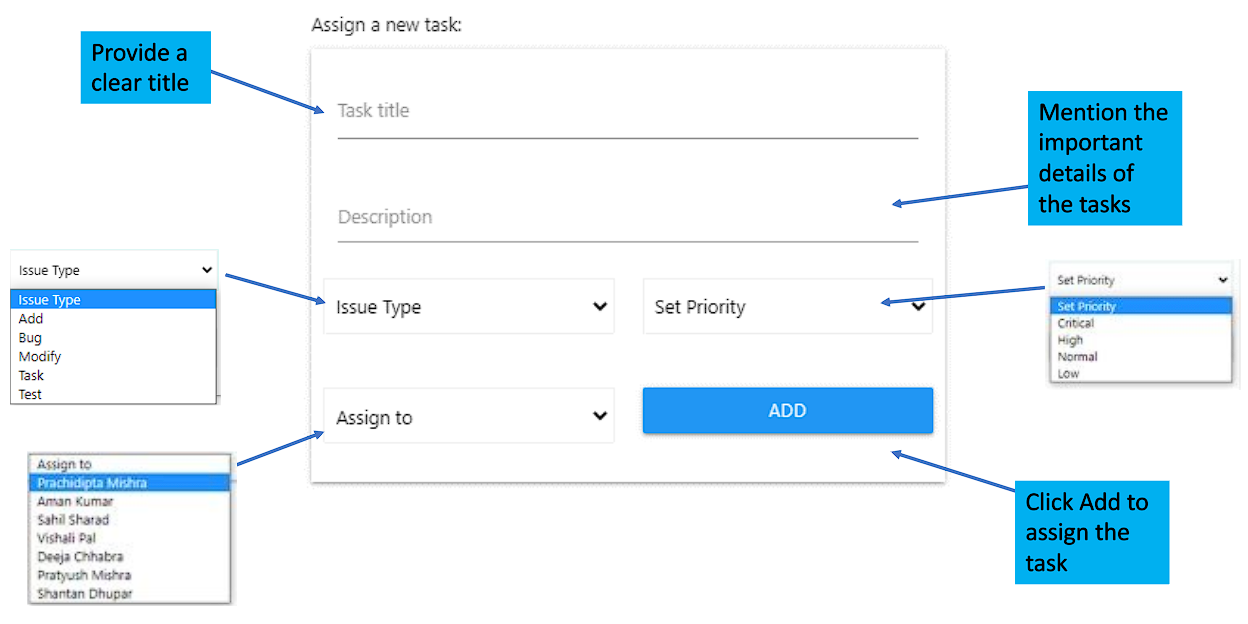 Assign a new task:
Provide a
clear title
Task title
Mention the
important
details of
the tasks
Description
Issue Type
Issue Type
Add
Bug
Modify
Task
Test
Issue Type
Set Priority
Set Priority
Set Priority
Critical
High
Normal
Low
Assign to
ADD
Assign to
Prachidipta Mishra
Aman Kumar
Sahil Sharad
Vishali Pal
Deeja Chhabra
Pratyush Mishra
Shantan Dhupar
Click Add to
assign the
task